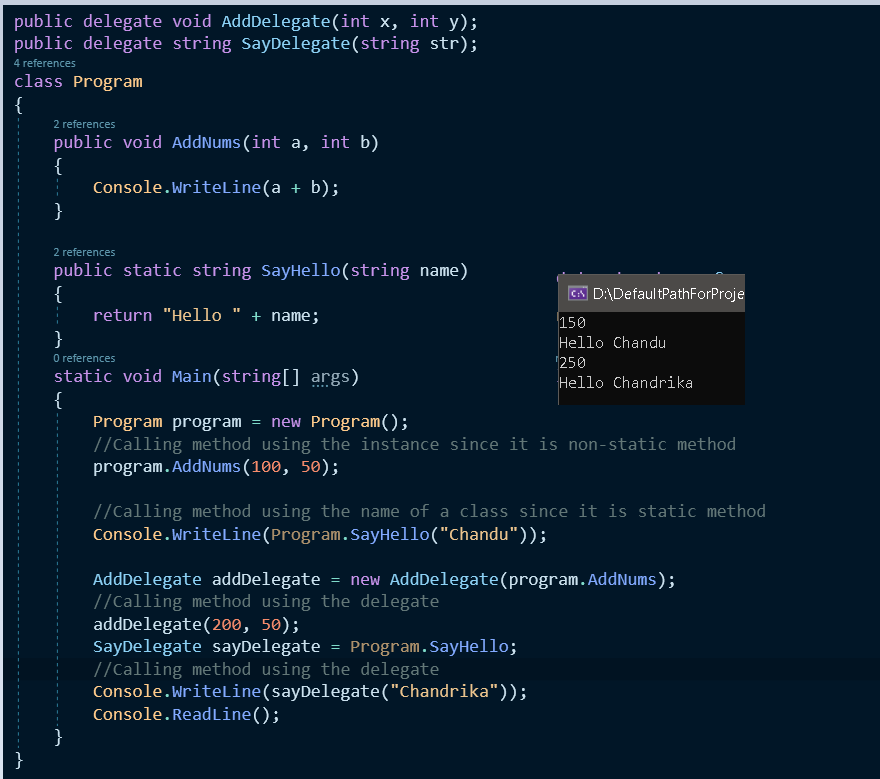 public delegate void AddDelegate(int x, int y);
public delegate string SayDelegate(string str);
4 references
class Program
{
2 references
public void AddNums(int a, int b)
{
Console.WriteLine(a + b);
}
2 references
public static string SayHello(string name)
{
return "Hello " + name;
}
0 references
static void Main(string[] args)
{
Program program = new Program();
//Calling method using the instance since it is non-static method
program.AddNums(100, 50);
//Calling method using the name of a class since it is static method
Console.WriteLine(Program.SayHello("Chandu"));
AddDelegate addDelegate = new AddDelegate(program.AddNums);
//Calling method using the delegate
addDelegate(200, 50);
SayDelegate sayDelegate = Program.SayHello;
//Calling method using the delegate
Console.WriteLine(sayDelegate("Chandrika"));
Console.ReadLine();
}
}
C:\ D:\DefaultPathForProje
150
Hello Chandu
250
Hello Chandrika